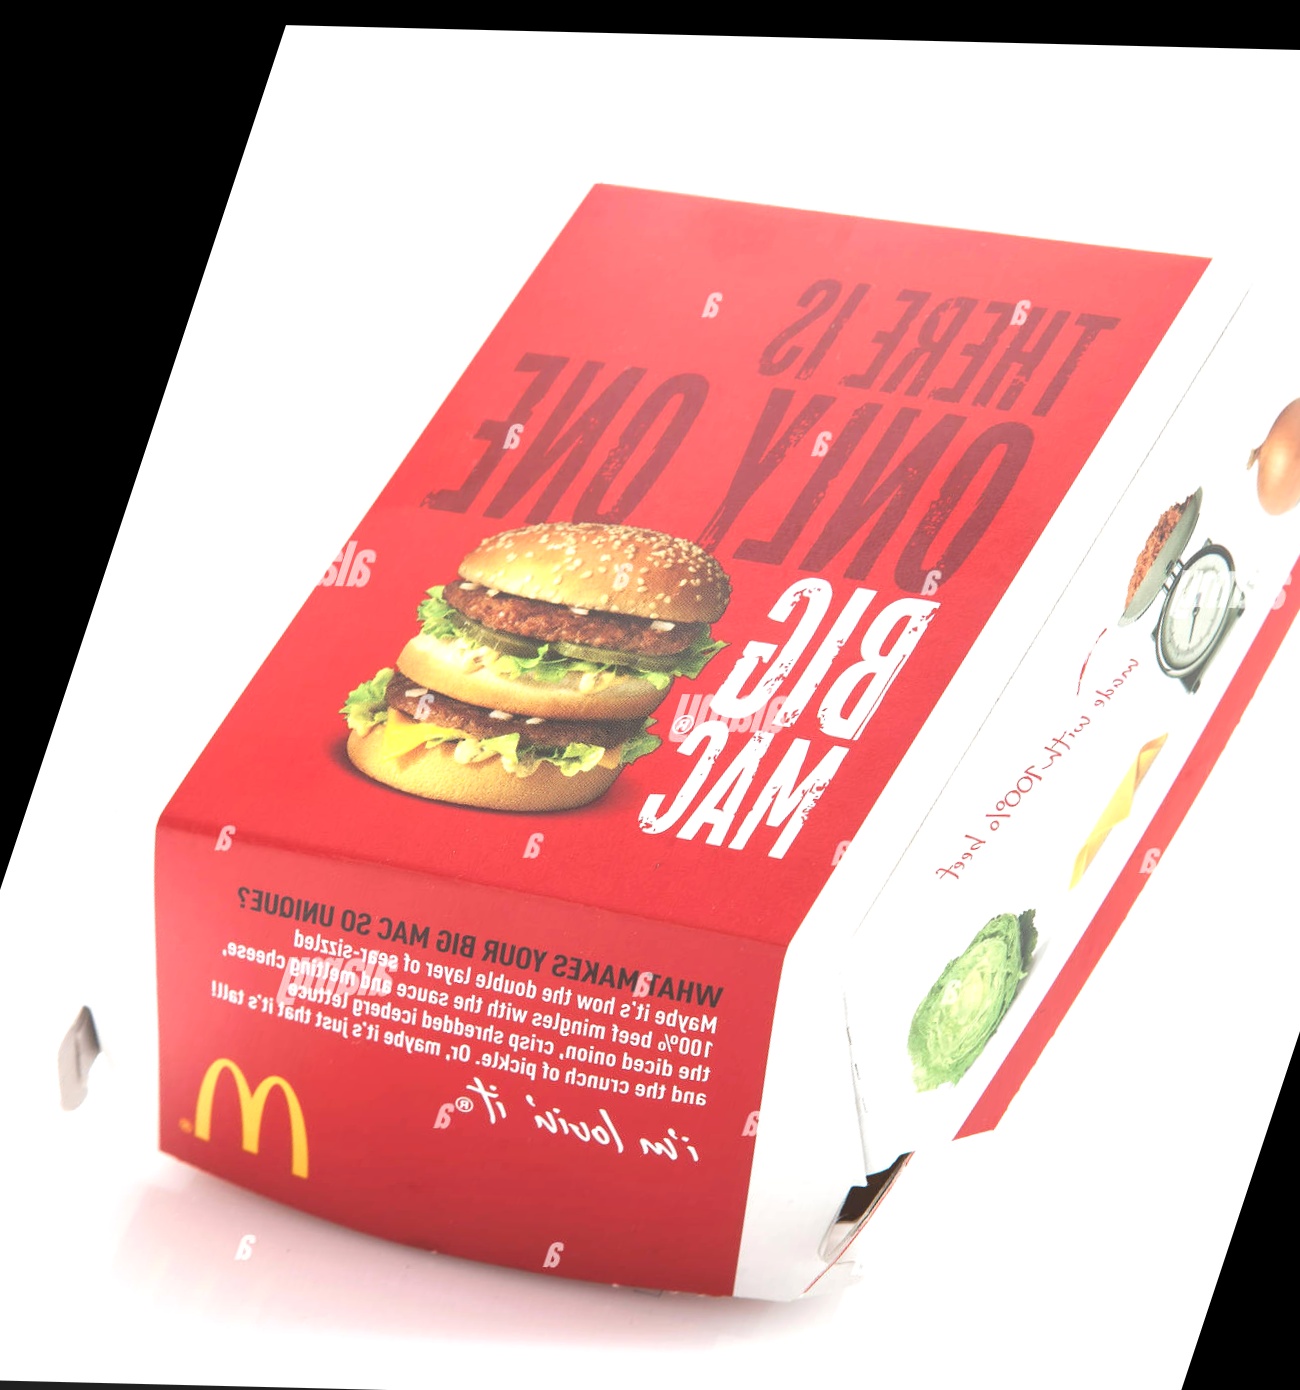 THERE IS
ONLY ONE
BIG
MAC®
WHAT MAKES YOUR BIG MAC SO UNIQUE?
Maybe it's how the double layer of sear-sizzled
100% beef mingles with the sauce and melting cheese,
the diced onion, crisp shredded iceberg lettuce
and the crunch of pickle. Or, maybe it's just that it's tall!
i'm lovin' it®
made with 100% beef
alamy
alamy
a